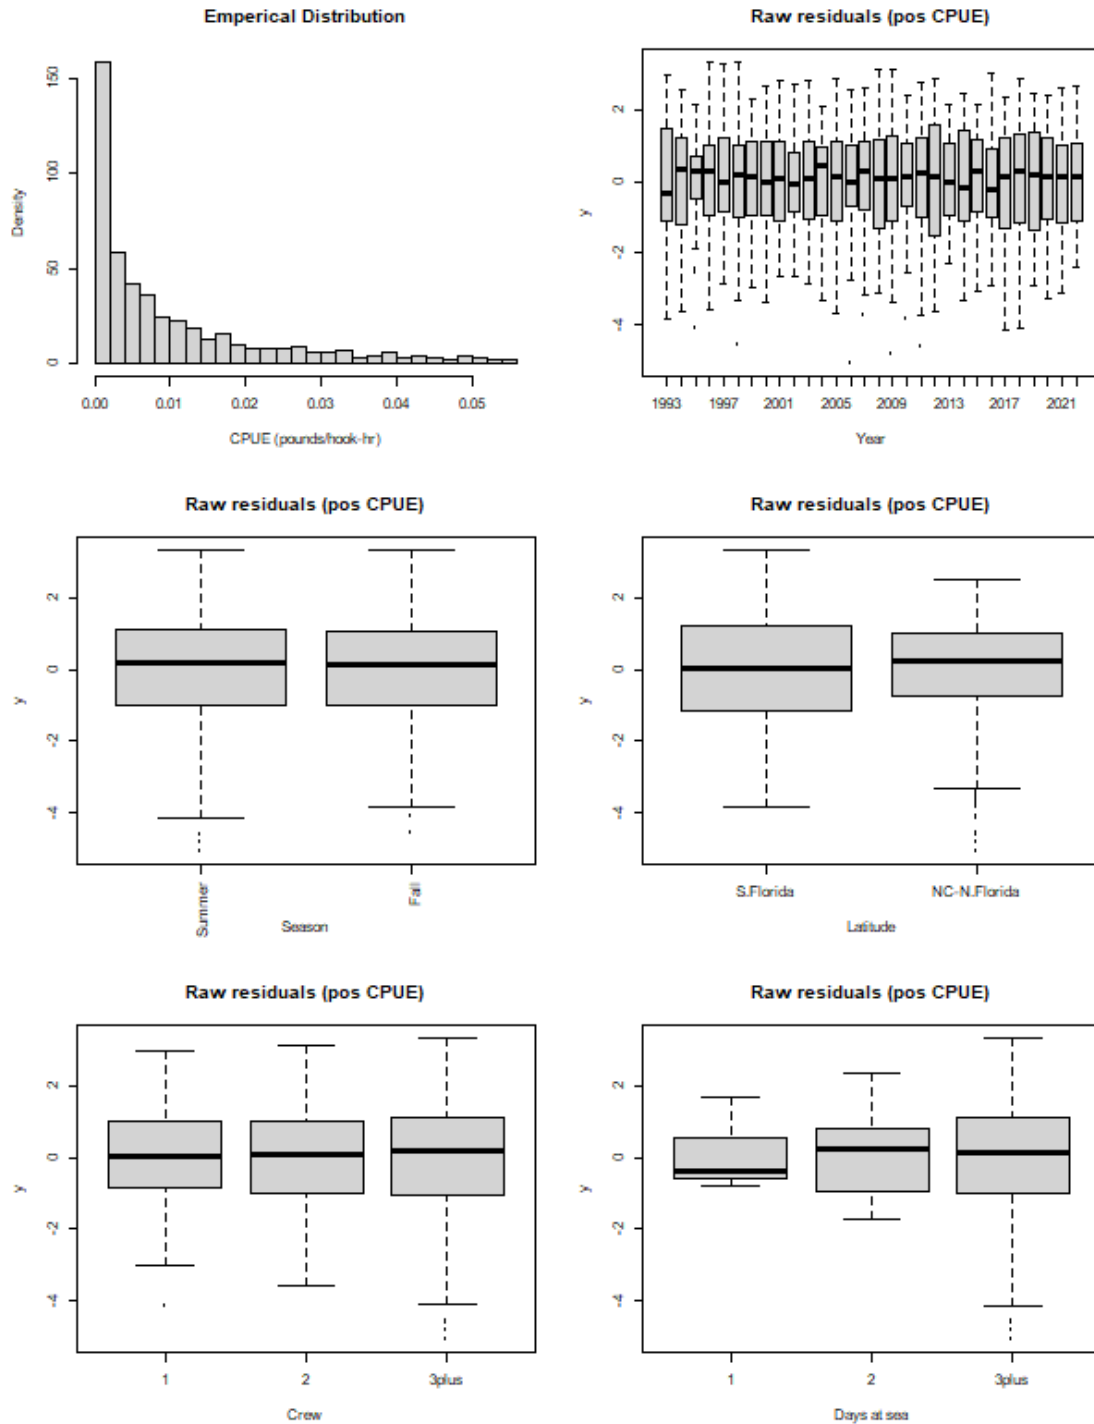 Emperical Distribution
Density
150
100
50
0
0.00 0.01 0.02 0.03 0.04 0.05
CPUE (pounds/hook-hr)
Raw residuals (pos CPUE)
y
2
0
-2
-4
1993 1997 2001 2005 2009 2013 2017 2021
Year
Raw residuals (pos CPUE)
y
2
0
-2
-4
Summer Fall
Season
Raw residuals (pos CPUE)
y
2
0
-2
-4
S.Florida NC-N.Florida
Latitude
Raw residuals (pos CPUE)
y
2
0
-2
-4
1 2 3plus
Crew
Raw residuals (pos CPUE)
y
2
0
-2
-4
1 2 3plus
Days at sea